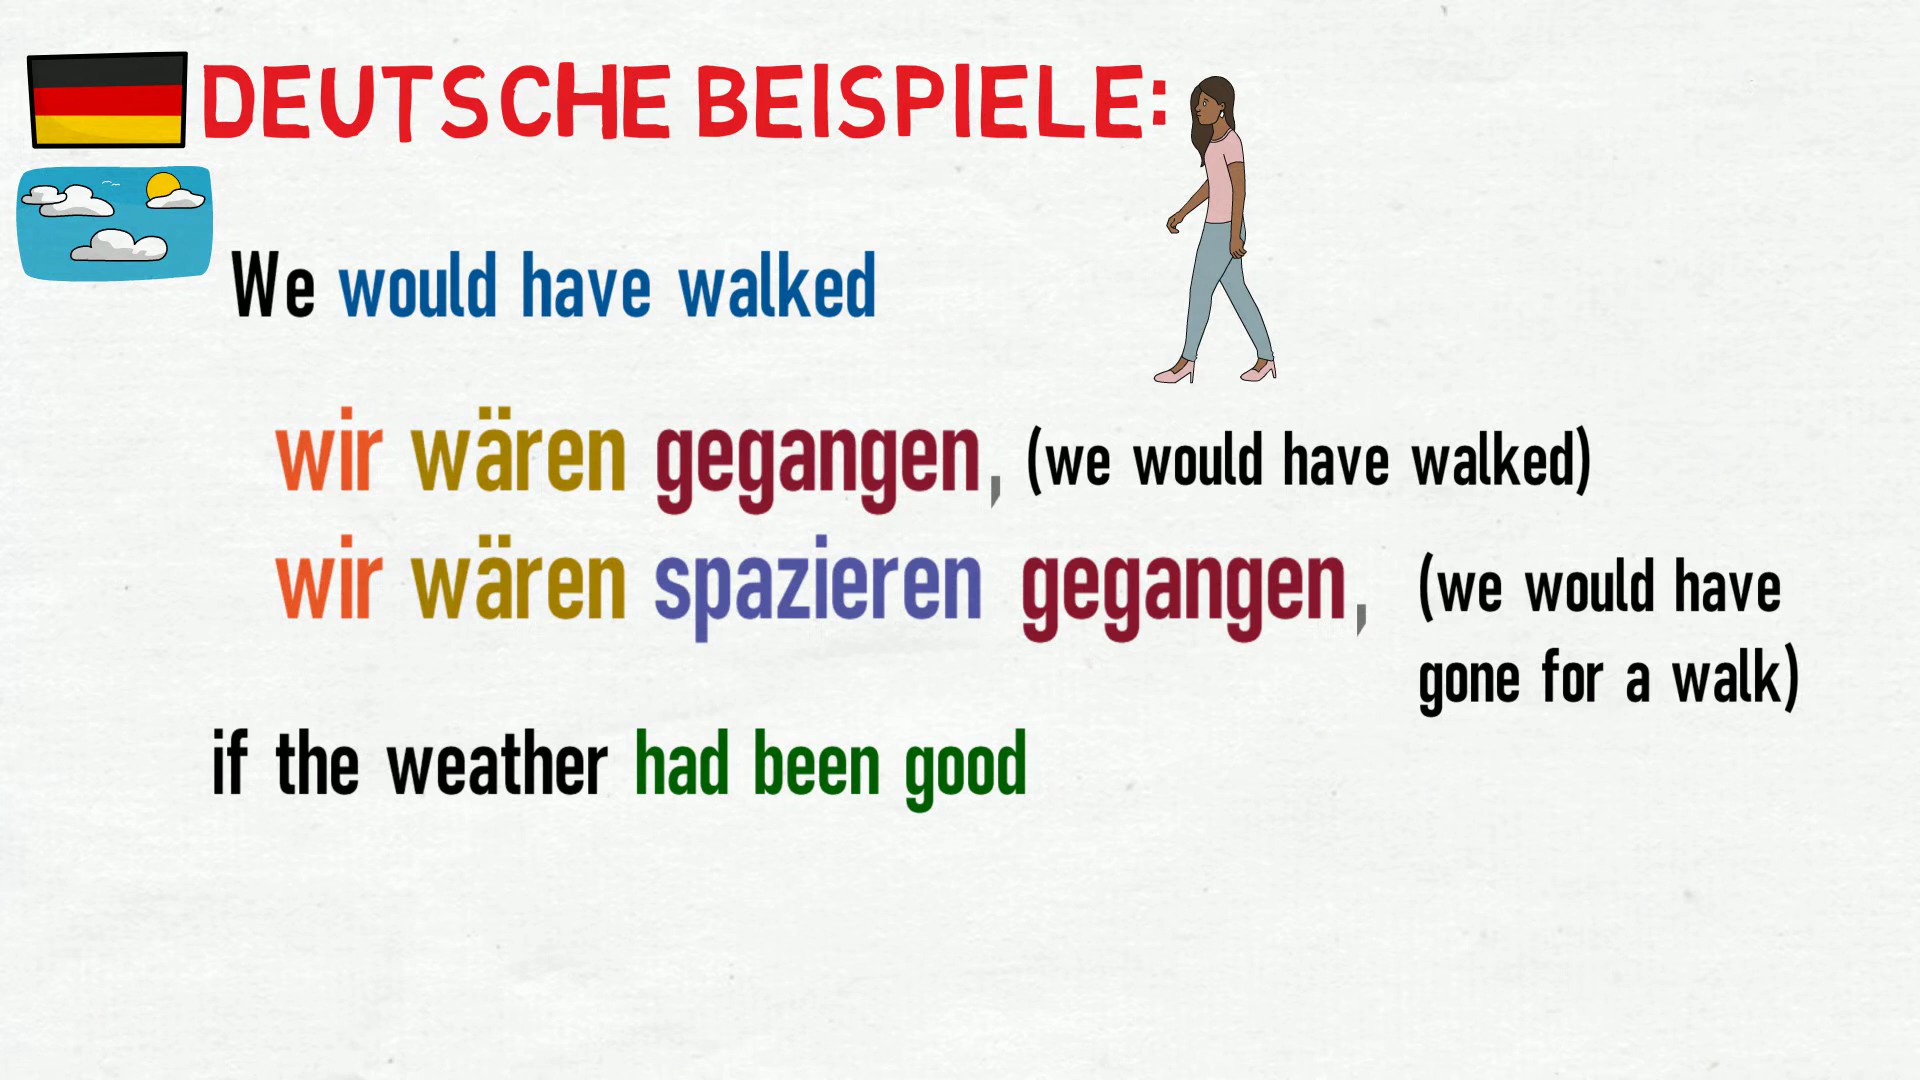 DEUTSCHE BEISPIELE:
We would have walked
wir wären gegangen, (we would have walked)
wir wären spazieren gegangen, (we would have
gone for a walk)
if the weather had been good